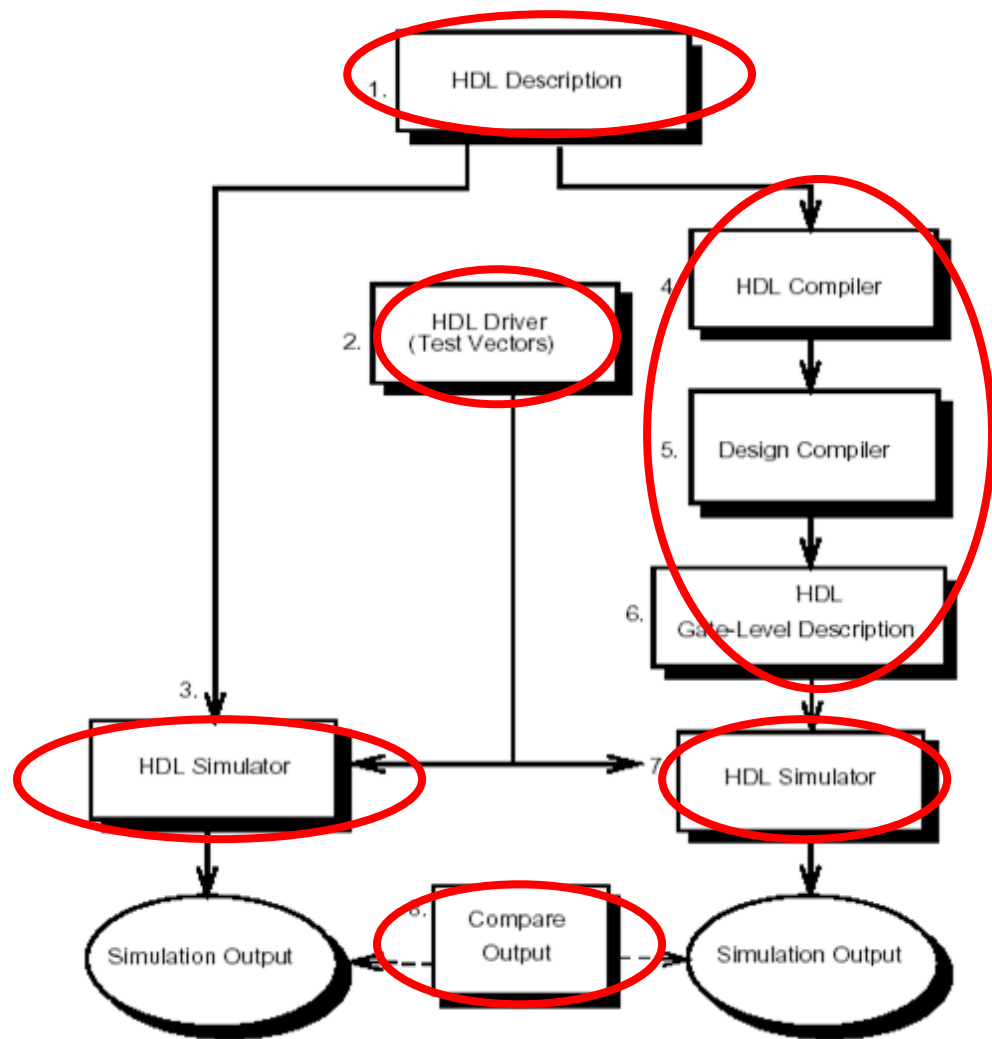 1.
HDL Description
4
HDL Compiler
2.
HDL Driver
(Test Vectors)
5.
Design Compiler
6.
HDL
Gate-Level Description
3.
HDL Simulator
7
HDL Simulator
8.
Compare
Output
Simulation Output
Simulation Output